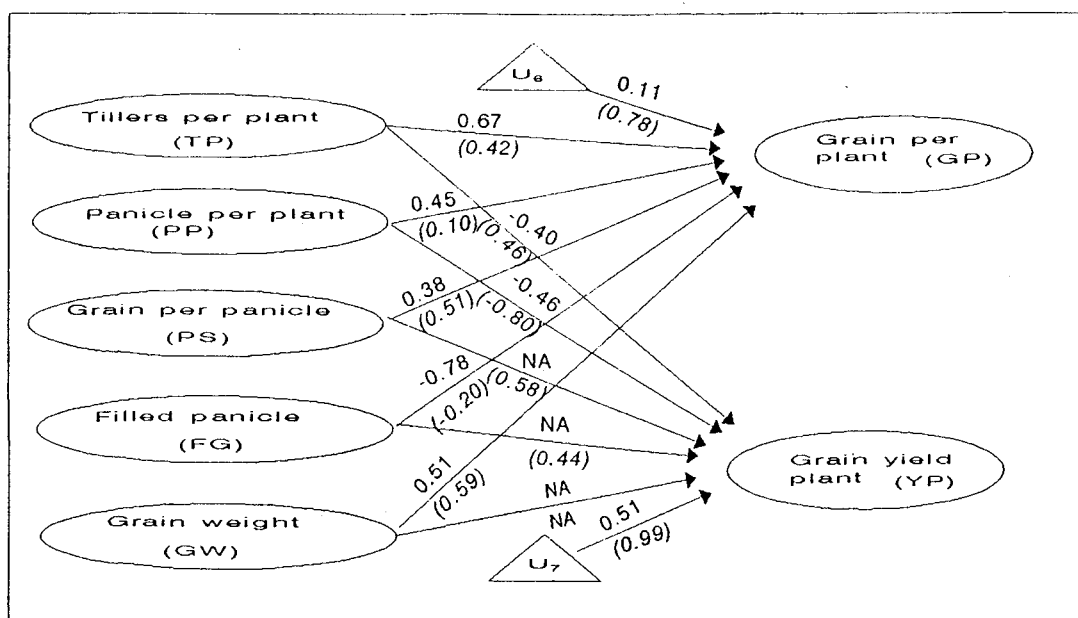 U₆
0.11
(0.78)
Tillers per plant
(TP)
0.67
(0.42)
Grain per
plant (GP)
Panicle per plant
(PP)
0.45
(0.10)
-0.40
(0.46)
Grain per panicle
(PS)
0.38
(0.51)
-0.46
(-0.80)
NA
(0.58)
Filled panicle
(FG)
-0.78
(-0.20)
NA
(0.44)
Grain yield
plant (YP)
Grain weight
(GW)
0.51
(0.59)
NA
NA
0.51
(0.99)
U₇